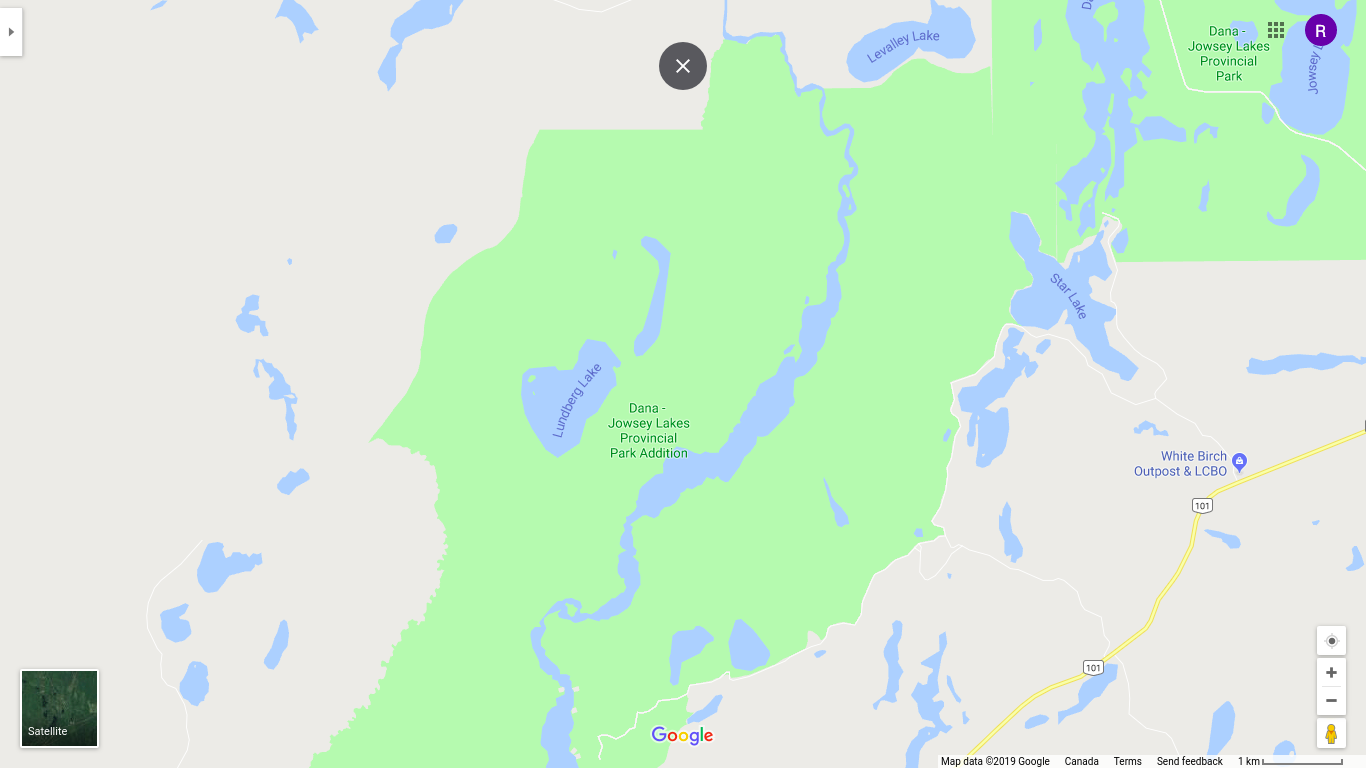 Levalley Lake
Dana -
Jowsey Lakes
Provincial
Park
R
Star Lake
Lundberg Lake
Dana -
Jowsey Lakes
Provincial
Park Addition
White Birch
Outpost & LCBO
101
101
Satellite
Google
Map data ©2019 Google Canada Terms Send feedback 1 km